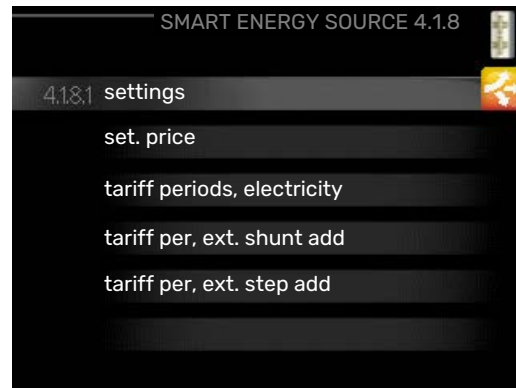 SMART ENERGY SOURCE 4.1.8
4.1.8.1 settings
set. price
tariff periods, electricity
tariff per, ext. shunt add
tariff per, ext. step add